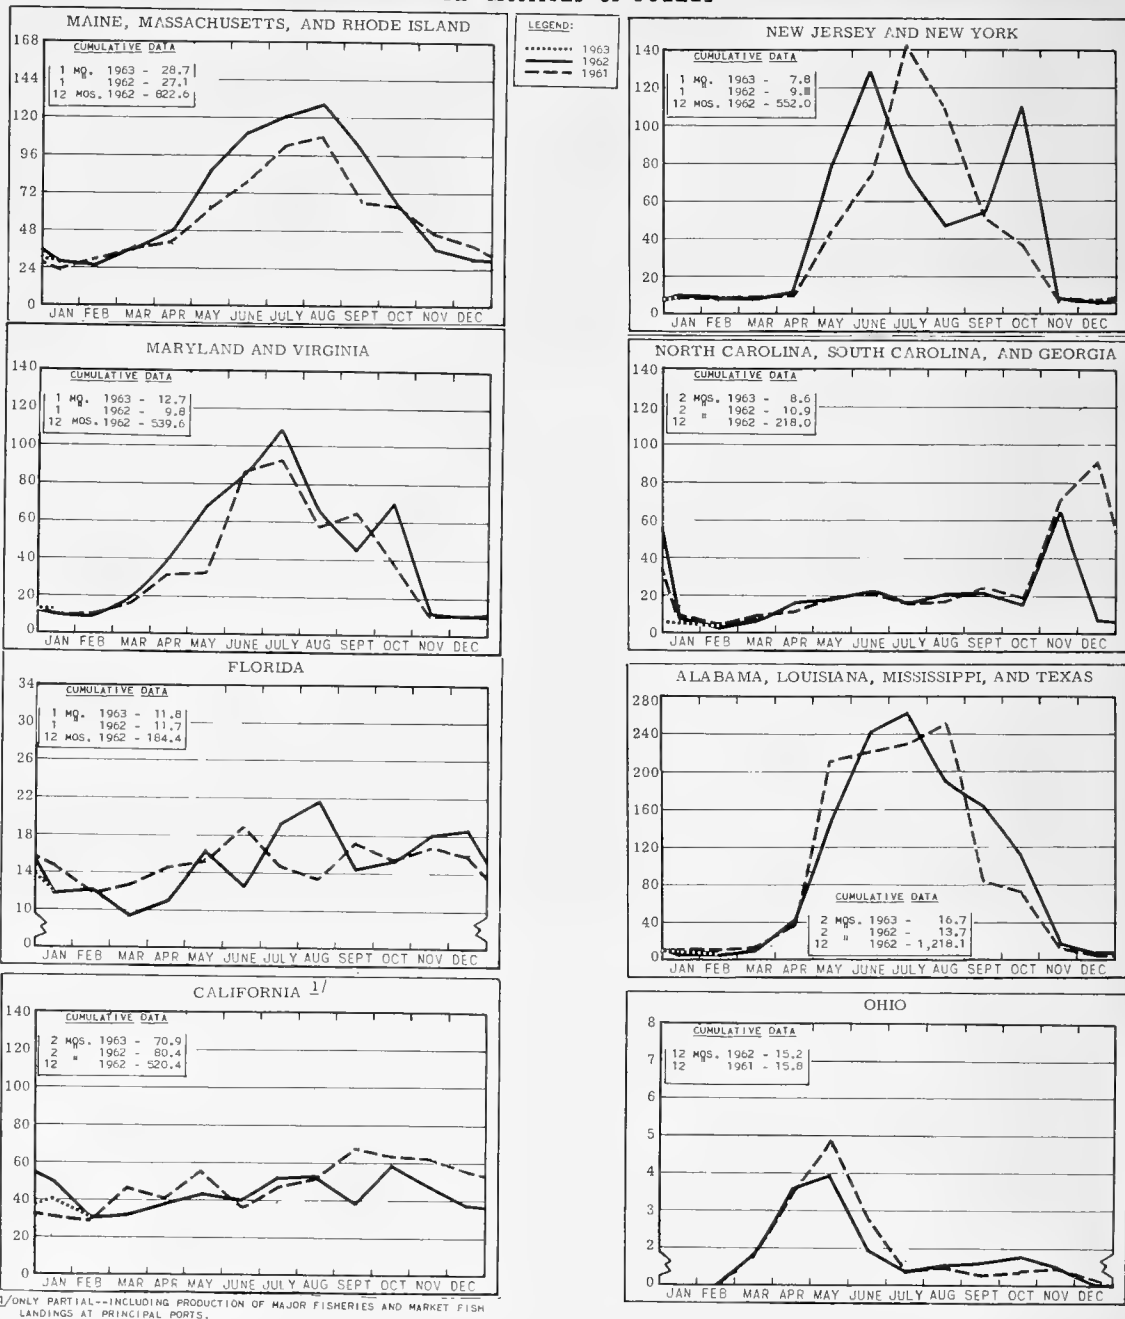 MAINE, MASSACHUSETTS, AND RHODE ISLAND
CUMULATIVE DATA
1 MO. 1963 - 28.7
1 " 1962 - 27.1
12 MOS. 1962 - 822.6
168
144
120
96
72
48
24
0
JAN FEB MAR APR MAY JUNE JULY AUG SEPT OCT NOV DEC
LEGEND:
1963
1962
1961
NEW JERSEY AND NEW YORK
CUMULATIVE DATA
1 MO. 1963 - 7.8
1 " 1962 -
12 MOS. 1962 - 552.0
140
120
100
80
60
40
20
0
JAN FEB MAR APR MAY JUNE JULY AUG SEPT OCT NOV DEC
MARYLAND AND VIRGINIA
CUMULATIVE DATA
1 MO. 1963 - 12.7
1 " 1962 - 9.8
12 MOS. 1962 - 539.6
140
120
100
80
60
40
20
0
JAN FEB MAR APR MAY JUNE JULY AUG SEPT OCT NOV DEC
NORTH CAROLINA, SOUTH CAROLINA, AND GEORGIA
CUMULATIVE DATA
2 MOS. 1963 - 8.6
2 " 1962 - 10.9
12 " 1962 - 218.0
140
120
100
80
60
40
20
0
JAN FEB MAR APR MAY JUNE JULY AUG SEPT OCT NOV DEC
FLORIDA
CUMULATIVE DATA
1 MO. 1963 - 11.8
1 " 1962 - 11.7
12 MOS. 1962 - 184.4
34
30
26
22
18
14
10
0
JAN FEB MAR APR MAY JUNE JULY AUG SEPT OCT NOV DEC
ALABAMA, LOUISIANA, MISSISSIPPI, AND TEXAS
280
240
200
160
120
80
40
0
CUMULATIVE DATA
2 MOS. 1963 - 16.7
2 " 1962 - 13.7
12 " 1962 - 1,218.1
JAN FEB MAR APR MAY JUNE JULY AUG SEPT OCT NOV DEC
CALIFORNIA 1/
CUMULATIVE DATA
2 MOS. 1963 - 70.9
2 " 1962 - 80.4
12 " 1962 - 520.4
140
120
100
80
60
40
20
0
JAN FEB MAR APR MAY JUNE JULY AUG SEPT OCT NOV DEC
OHIO
CUMULATIVE DATA
12 MOS. 1962 - 15.2
12 " 1961 - 15.8
8
7
6
5
4
3
2
0
JAN FEB MAR APR MAY JUNE JULY AUG SEPT OCT NOV DEC
1/ONLY PARTIAL--INCLUDING PRODUCTION OF MAJOR FISHERIES AND MARKET FISH
LANDINGS AT PRINCIPAL PORTS.